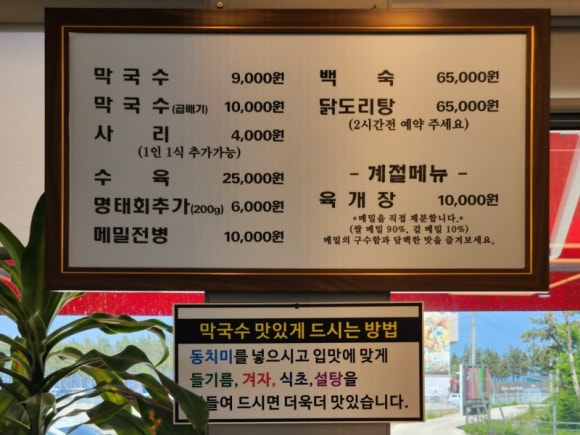 막국수 9,000원
막국수(곱배기) 10,000원
사리 4,000원
(1인 1식 추가가능)
수육 25,000원
명태회추가(200g) 6,000원
메밀전병 10,000원
백숙 65,000원
닭도리탕 65,000원
(2시간전 예약 주세요)
- 계절메뉴 -
육개장 10,000원
*메밀을 직접 제분합니다.*
(쌀 메밀 90%, 겉 메밀 10%)
메밀의 구수함과 담백한 맛을 즐겨보세요.
막국수 맛있게 드시는 방법
동치미를 넣으시고 입맛에 맞게
들기름, 겨자, 식초,설탕을
드시면 더욱더 맛있습니다.